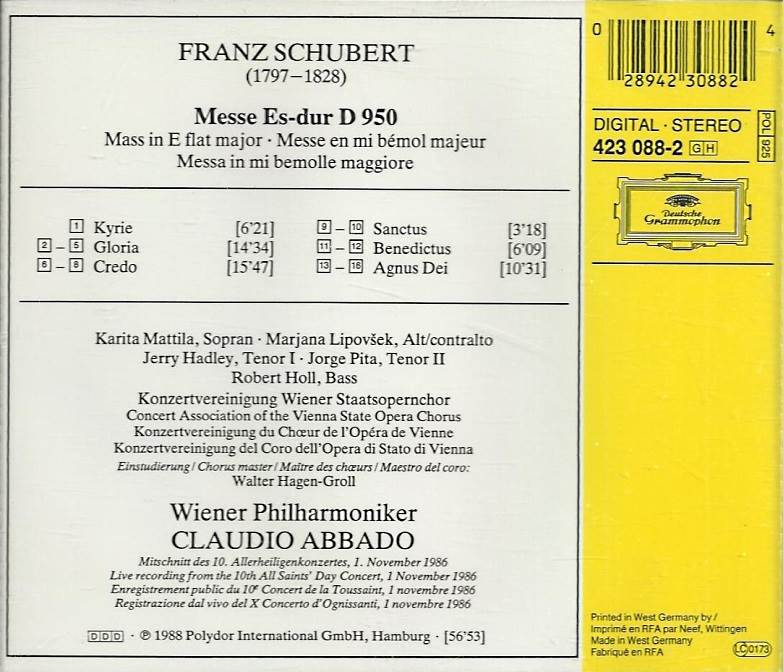 FRANZ SCHUBERT
(1797–1828)
Messe Es-dur D 950
Mass in E flat major · Messe en mi bémol majeur
Messa in mi bemolle maggiore
1 Kyrie [6'21]
2 – 5 Gloria [14'34]
6 – 8 Credo [15'47]
9 – 10 Sanctus [3'18]
11 – 12 Benedictus [6'09]
13 – 16 Agnus Dei [10'31]
Karita Mattila, Sopran · Marjana Lipovšek, Alt/contralto
Jerry Hadley, Tenor I · Jorge Pita, Tenor II
Robert Holl, Bass
Konzertvereinigung Wiener Staatsopernchor
Concert Association of the Vienna State Opera Chorus
Konzertvereinigung du Chœur de l'Opéra de Vienne
Konzertvereinigung del Coro dell'Opera di Stato di Vienna
Einstudierung / Chorus master / Maître des chœurs / Maestro del coro:
Walter Hagen-Groll
Wiener Philharmoniker
CLAUDIO ABBADO
Mitschnitt des 10. Allerheiligenkonzertes, 1. November 1986
Live recording from the 10th All Saints' Day Concert, 1 November 1986
Enregistrement public du 10e Concert de la Toussaint, 1 novembre 1986
Registrazione dal vivo del X Concerto d'Ognissanti, 1 novembre 1986
DDD · ℗ 1988 Polydor International GmbH, Hamburg · [56'53]
0 28942 30882 4
DIGITAL · STEREO
423 088-2 GH
POL 925
Deutsche
Grammophon
Printed in West Germany by /
Imprimé en RFA par Neef, Wittingen
Made in West Germany
Fabriqué en RFA
LC 0173